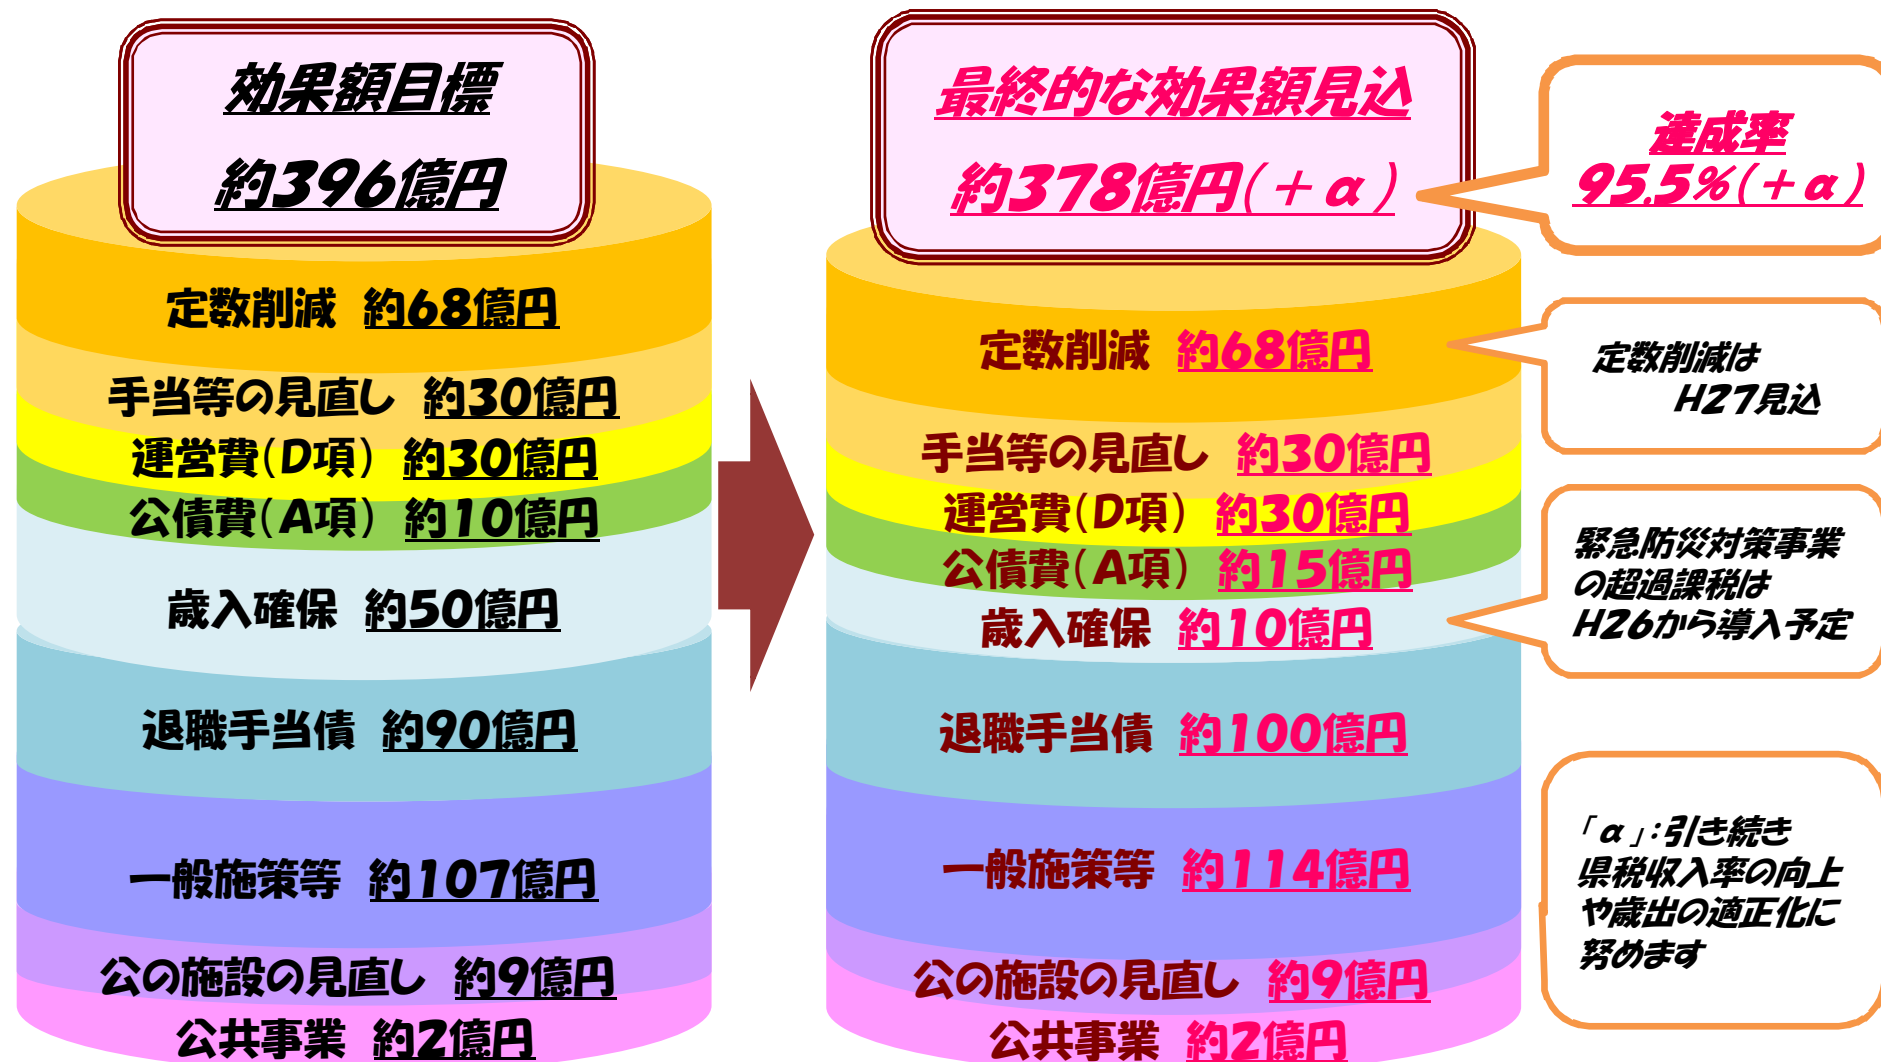 効果額目標
約396億円
定数削減 約68億円
手当等の見直し 約30億円
運営費(D項) 約30億円
公債費(A項) 約10億円
歳入確保 約50億円
退職手当債 約90億円
一般施策等 約107億円
公の施設の見直し 約9億円
公共事業 約2億円
最終的な効果額見込
約378億円(+α)
定数削減 約68億円
手当等の見直し 約30億円
運営費(D項) 約30億円
公債費(A項) 約15億円
歳入確保 約10億円
退職手当債 約100億円
一般施策等 約114億円
公の施設の見直し 約9億円
公共事業 約2億円
達成率
95.5%(+α)
定数削減は
H27見込
緊急防災対策事業
の超過課税は
H26から導入予定
「α」:引き続き
県税収入率の向上
や歳出の適正化に
努めます